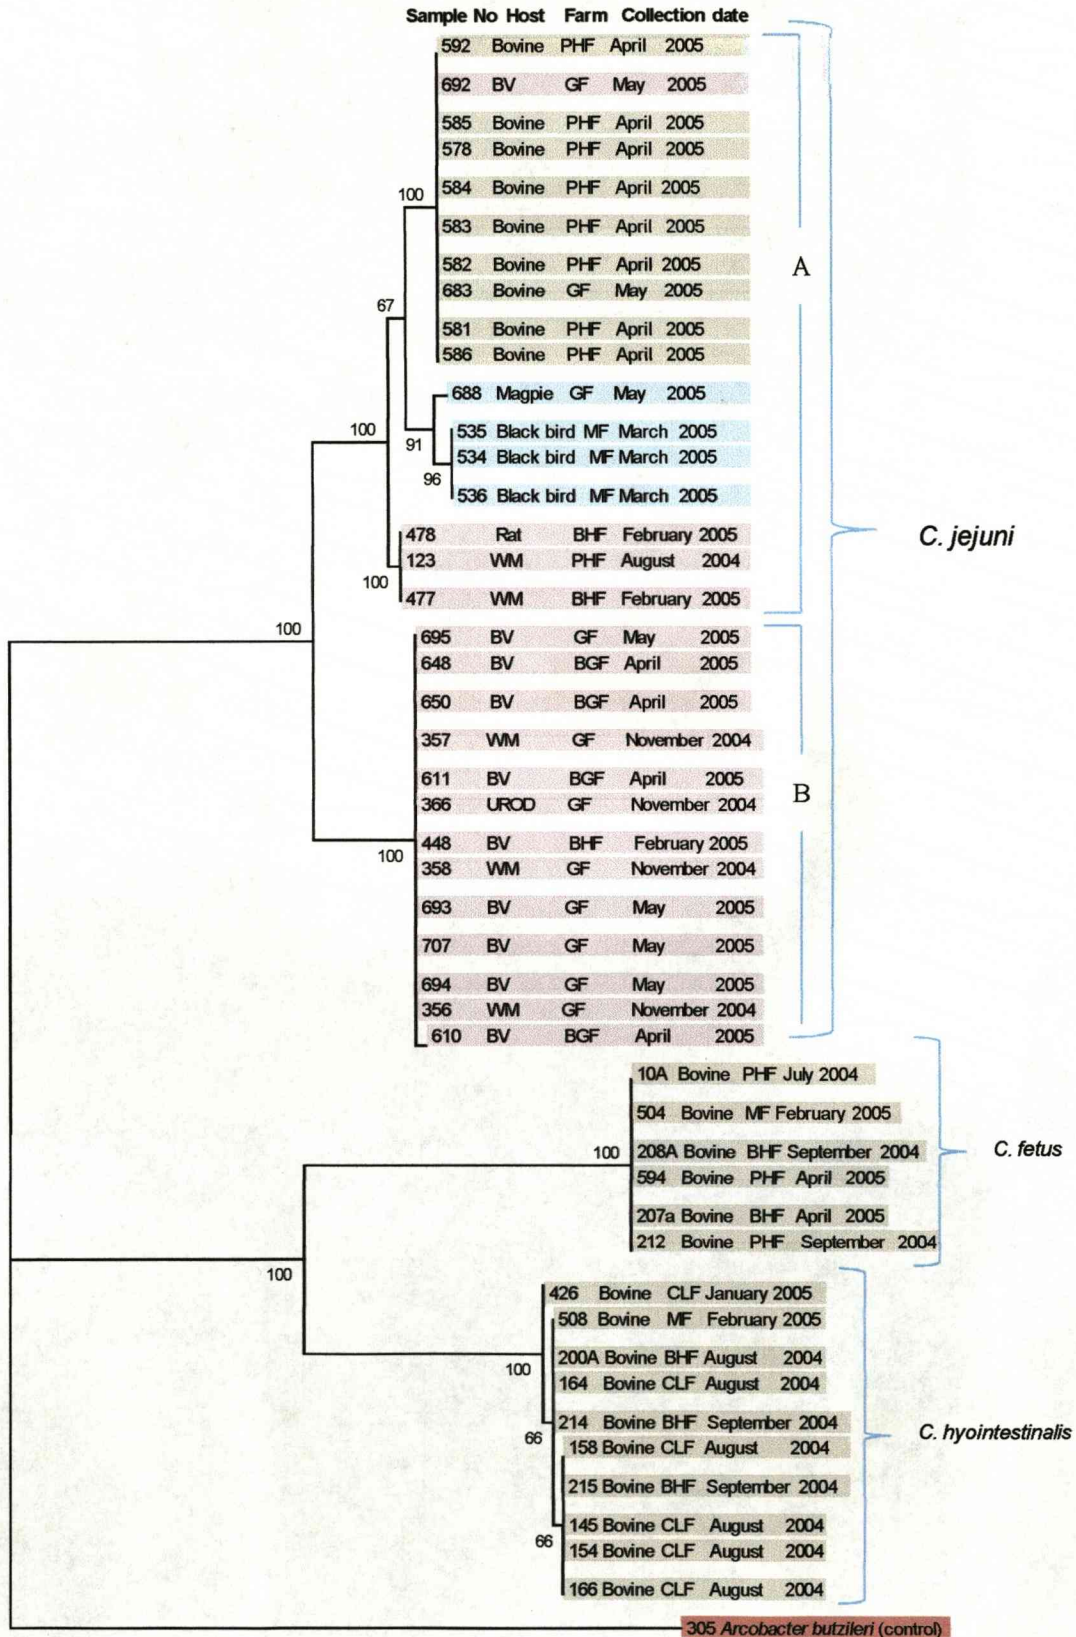 Sample No Host Farm Collection date
592 Bovine PHF April 2005
692 BV GF May 2005
585 Bovine PHF April 2005
578 Bovine PHF April 2005
584 Bovine PHF April 2005
100
583 Bovine PHF April 2005
582 Bovine PHF April 2005
A
683 Bovine GF May 2005
67
581 Bovine PHF April 2005
586 Bovine PHF April 2005
688 Magpie GF May 2005
100
535 Black bird MF March 2005
91
534 Black bird MF March 2005
96
536 Black bird MF March 2005
478 Rat BHF February 2005
C. jejuni
123 WM PHF August 2004
100
477 WM BHF February 2005
100
695 BV GF May 2005
648 BV BGF April 2005
650 BV BGF April 2005
357 WM GF November 2004
611 BV BGF April 2005
B
366 UROD GF November 2004
448 BV BHF February 2005
100
358 WM GF November 2004
693 BV GF May 2005
707 BV GF May 2005
694 BV GF May 2005
356 WM GF November 2004
610 BV BGF April 2005
10A Bovine PHF July 2004
504 Bovine MF February 2005
100
208A Bovine BHF September 2004
C. fetus
594 Bovine PHF April 2005
207a Bovine BHF April 2005
212 Bovine PHF September 2004
100
426 Bovine CLF January 2005
508 Bovine MF February 2005
200A Bovine BHF August 2004
100
164 Bovine CLF August 2004
214 Bovine BHF September 2004
C. hyointestinalis
66
158 Bovine CLF August 2004
215 Bovine BHF September 2004
145 Bovine CLF August 2004
66
154 Bovine CLF August 2004
166 Bovine CLF August 2004
305 Arcobacter butzileri (control)